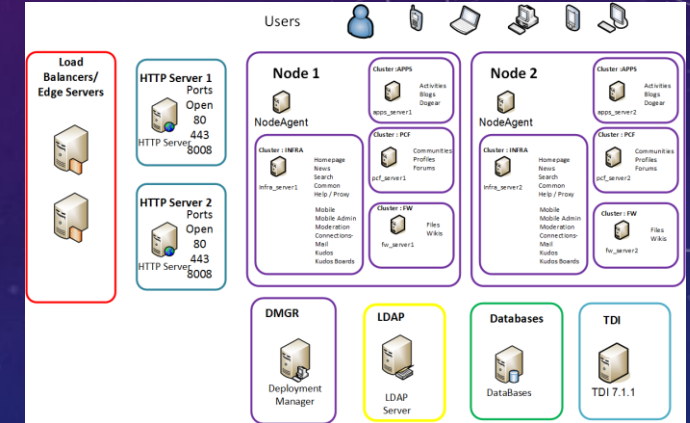 Users
Load
Balancers/
Edge Servers
HTTP Server 1
Ports
Open
80
443
8008
HTTP Server
HTTP Server 2
Ports
Open
80
443
8008
HTTP Server
Node 1
NodeAgent
Cluster :APPS
Activities
Blogs
Dogear
apps_server1
Cluster : PCF
Communities
Profiles
Forums
pcf_server1
Cluster : INFRA
Homepage
News
Search
Common
Help / Proxy
Infra_server1
Mobile
Mobile Admin
Moderation
Connections-
Mail
Kudos
Kudos Boards
Cluster : FW
Files
Wikis
fw_server1
Node 2
NodeAgent
Cluster :APPS
Activities
Blogs
Dogear
apps_server2
Cluster : PCF
Communities
Profiles
Forums
pcf_server2
Cluster : INFRA
Homepage
News
Search
Common
Help / Proxy
Infra_server2
Mobile
Mobile Admin
Moderation
Connections-
Mail
Kudos
Kudos Boards
Cluster : FW
Files
Wikis
fw_server2
DMGR
Deployment
Manager
LDAP
LDAP
Server
Databases
DataBases
TDI
TDI 7.1.1